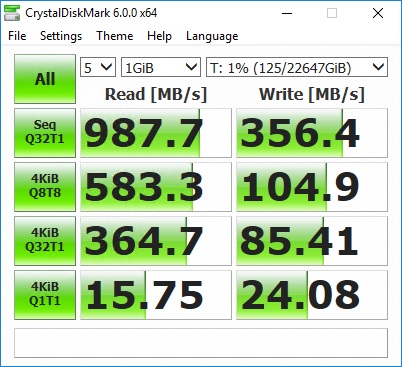 CrystalDiskMark 6.0.0 x64
File Settings Theme Help Language
All 5 1GiB T: 1% (125/22647GiB)
Read [MB/s] Write [MB/s]
Seq Q32T1 987.7 356.4
4KiB Q8T8 583.3 104.9
4KiB Q32T1 364.7 85.41
4KiB Q1T1 15.75 24.08